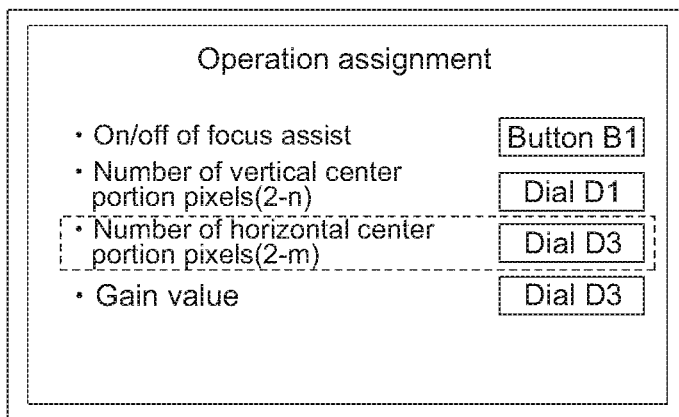 Operation assignment
・On/off of focus assist Button B1
・Number of vertical center
portion pixels(2-n) Dial D1
・Number of horizontal center
portion pixels(2-m) Dial D3
・Gain value Dial D3